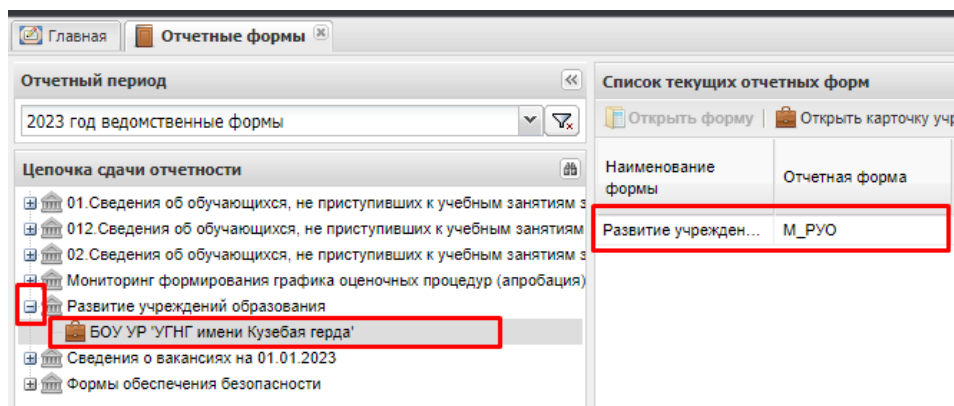 Главная
Отчетные формы
Отчетный период
2023 год ведомственные формы
Цепочка сдачи отчетности
01.Сведения об обучающихся, не приступивших к учебным занятиям з
012.Сведения об обучающихся, не приступивших к учебным занятиям
02.Сведения об обучающихся, не приступивших к учебным занятиям з
Мониторинг формирования графика оценочных процедур (апробация)
Развитие учреждений образования
БОУ УР "УГНГ имени Кузебая герда'
Сведения о вакансиях на 01.01.2023
Формы обеспечения безопасности
Список текущих отчетных форм
Открыть форму Открыть карточку учр
Наименование формы
Отчетная форма
Развитие учрежден... М_РУО